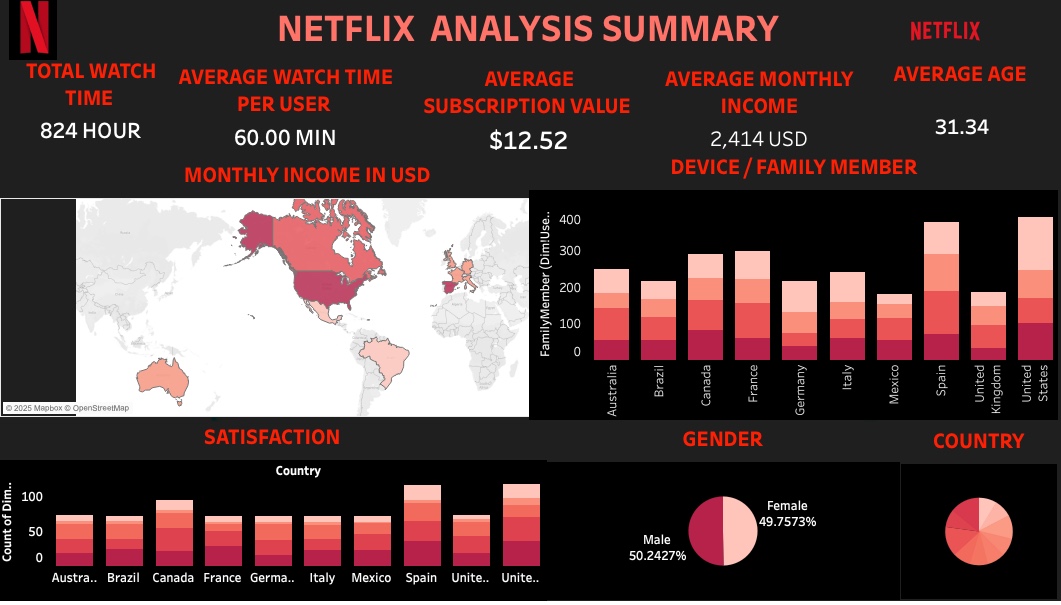 N
NETFLIX ANALYSIS SUMMARY
NETFLIX
TOTAL WATCH
TIME
824 HOUR
AVERAGE WATCH TIME
PER USER
60.00 MIN
AVERAGE
SUBSCRIPTION VALUE
$12.52
AVERAGE MONTHLY
INCOME
2,414 USD
AVERAGE AGE
31.34
MONTHLY INCOME IN USD
© 2025 Mapbox © OpenStreetMap
DEVICE / FAMILY MEMBER
FamilyMember (Dim!Use..
400
300
200
100
0
Australia
Brazil
Canada
France
Germany
Italy
Mexico
Spain
United
Kingdom
United
States
SATISFACTION
Country
Count of Dim..
100
50
0
Austra..
Brazil
Canada
France
Germa..
Italy
Mexico
Spain
Unite..
Unite..
GENDER
Female
49.7573%
Male
50.2427%
COUNTRY